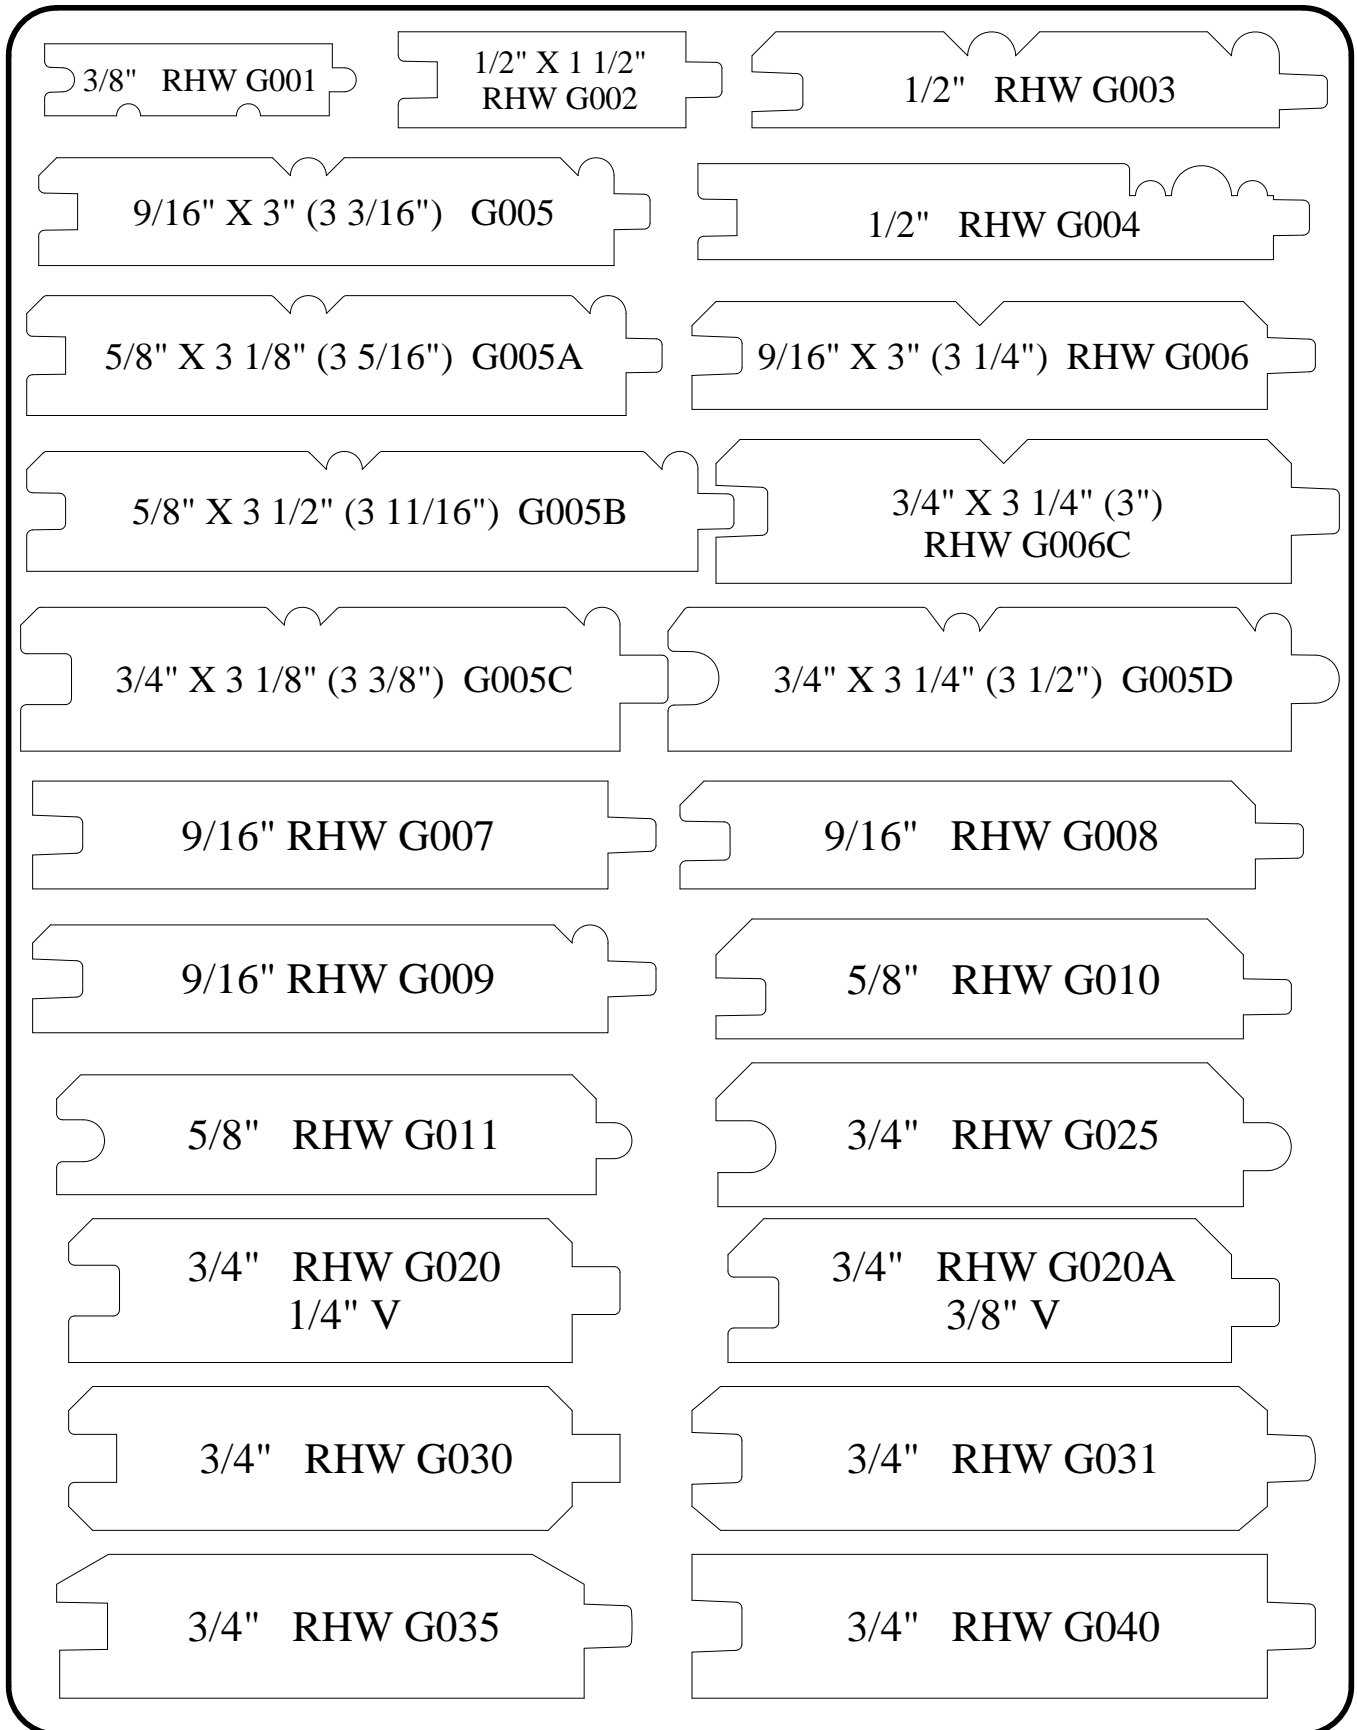 3/8" RHW G001
1/2" X 1 1/2"
RHW G002
1/2" RHW G003
9/16" X 3" (3 3/16") G005
1/2" RHW G004
5/8" X 3 1/8" (3 5/16") G005A
9/16" X 3" (3 1/4") RHW G006
5/8" X 3 1/2" (3 11/16") G005B
3/4" X 3 1/4" (3")
RHW G006C
3/4" X 3 1/8" (3 3/8") G005C
3/4" X 3 1/4" (3 1/2") G005D
9/16" RHW G007
9/16" RHW G008
9/16" RHW G009
5/8" RHW G010
5/8" RHW G011
3/4" RHW G025
3/4" RHW G020
1/4" V
3/4" RHW G020A
3/8" V
3/4" RHW G030
3/4" RHW G031
3/4" RHW G035
3/4" RHW G040